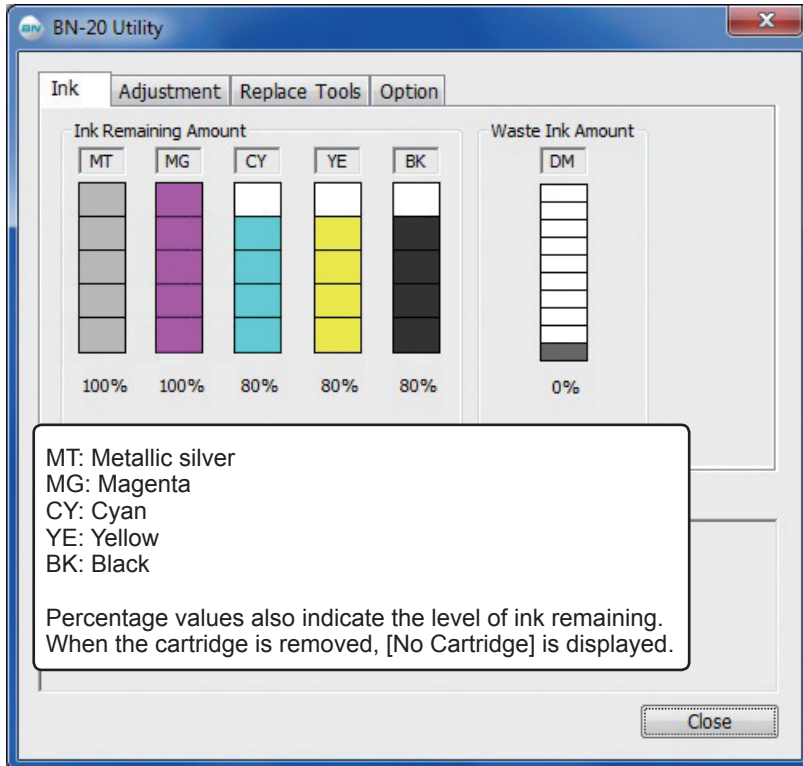 BN BN-20 Utility
Ink Adjustment Replace Tools Option
Ink Remaining Amount
MT MG CY YE BK
100% 100% 80% 80% 80%
Waste Ink Amount
DM
0%
MT: Metallic silver
MG: Magenta
CY: Cyan
YE: Yellow
BK: Black
Percentage values also indicate the level of ink remaining.
When the cartridge is removed, [No Cartridge] is displayed.
Close